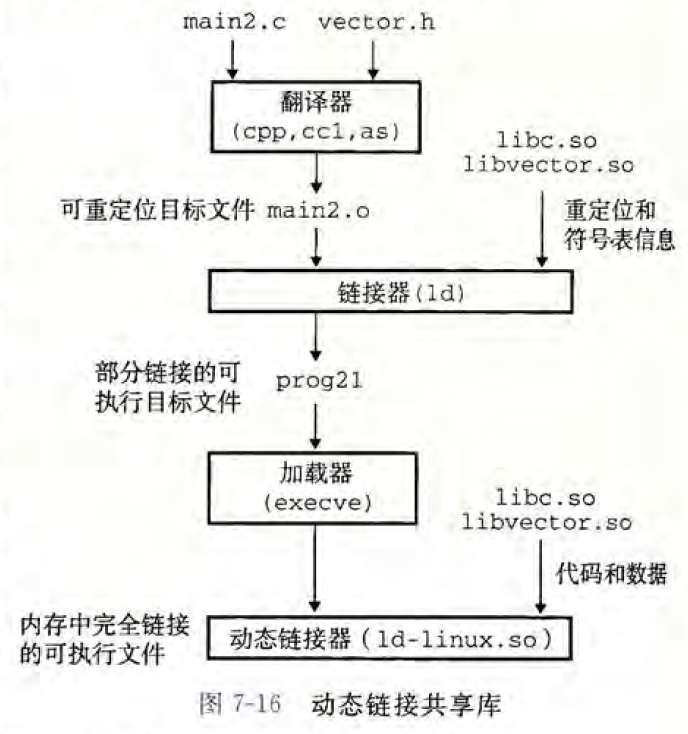 main2.c vector.h
翻译器
(cpp,cc1,as)
libc.so
libvector.so
可重定位目标文件 main2.o
重定位和
符号表信息
链接器(ld)
部分链接的可
执行目标文件
prog21
加载器
(execve)
libc.so
libvector.so
代码和数据
内存中完全链接
的可执行文件
动态链接器(ld-linux.so)
图 7-16 动态链接共享库